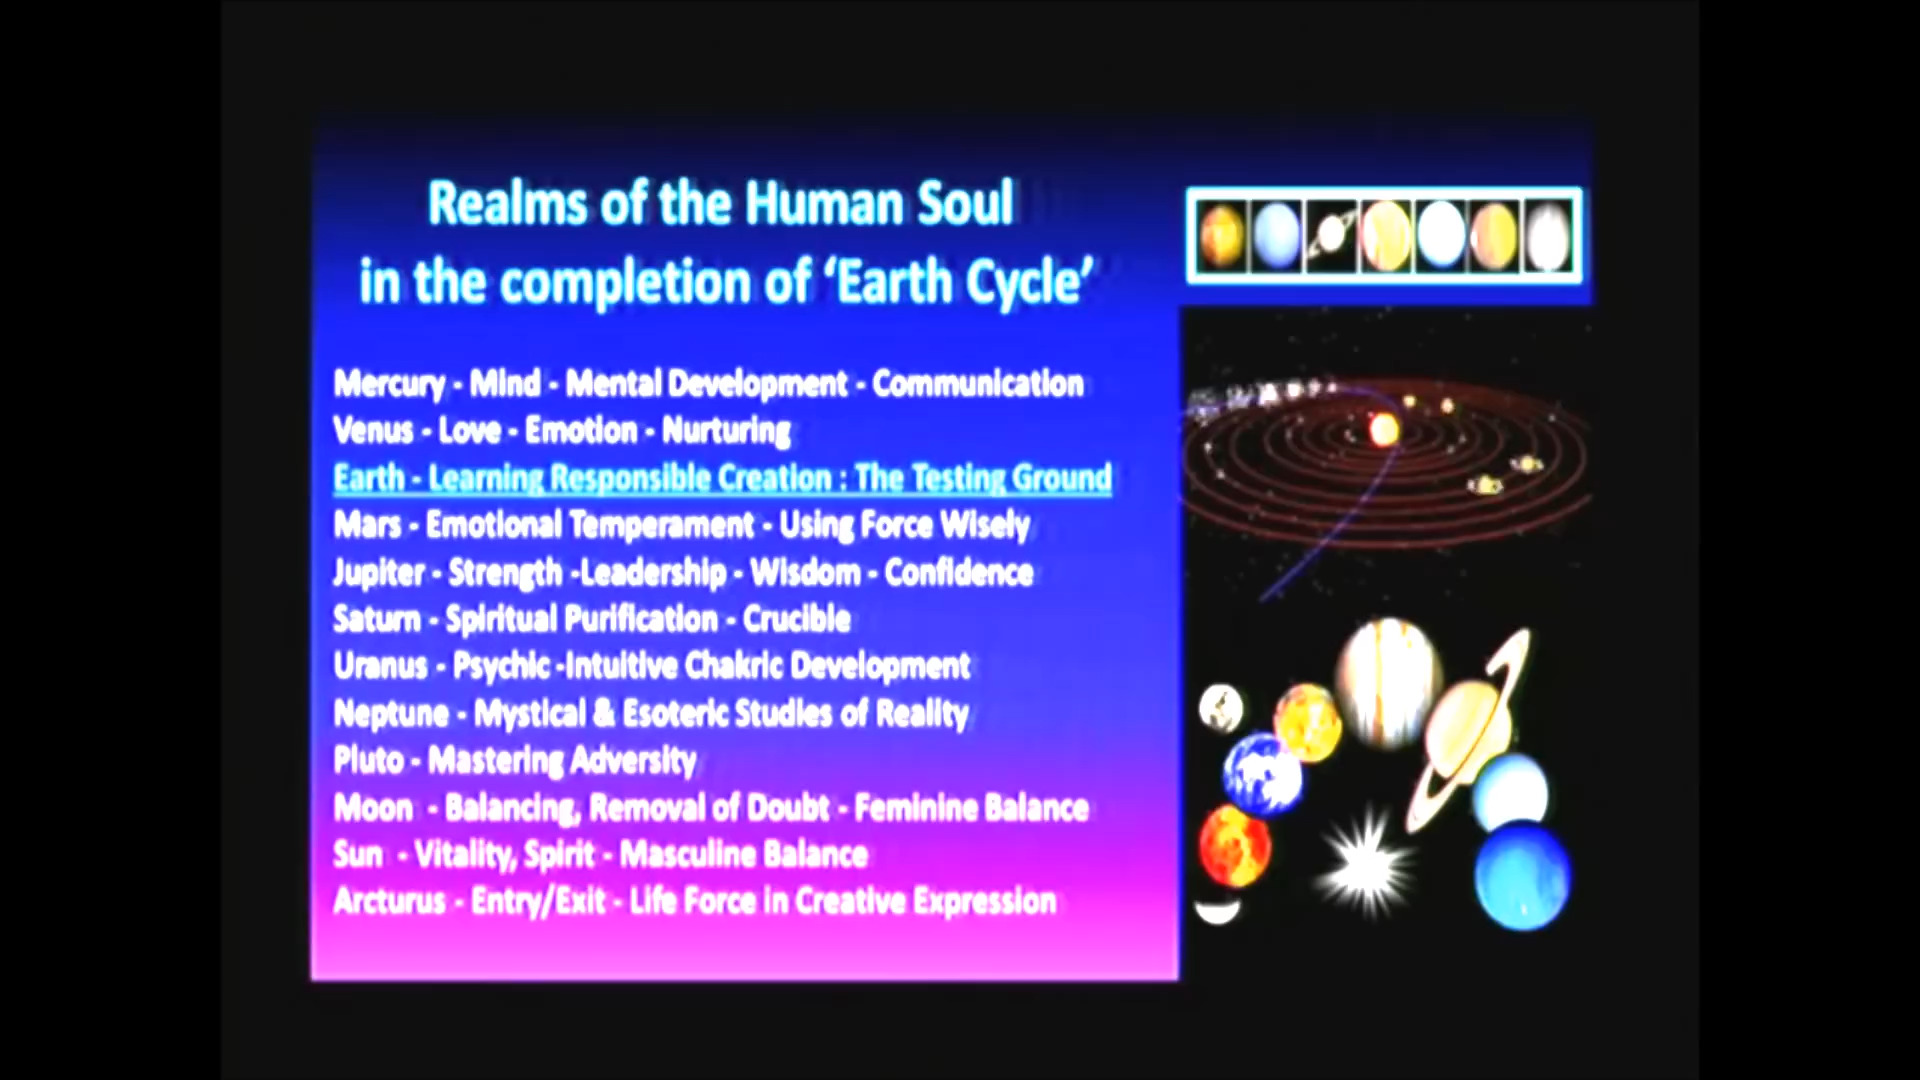 Realms of the Human Soul
in the completion of ‘Earth Cycle’
Mercury - Mind - Mental Development - Communication
Venus - Love - Emotion - Nurturing
Earth - Learning Responsible Creation : The Testing Ground
Mars - Emotional Temperament - Using Force Wisely
Jupiter - Strength -Leadership - Wisdom - Confidence
Saturn - Spiritual Purification - Crucible
Uranus - Psychic -Intuitive Chakric Development
Neptune - Mystical & Esoteric Studies of Reality
Pluto - Mastering Adversity
Moon  - Balancing, Removal of Doubt - Feminine Balance
Sun  - Vitality, Spirit - Masculine Balance
Arcturus - Entry/Exit - Life Force in Creative Expression